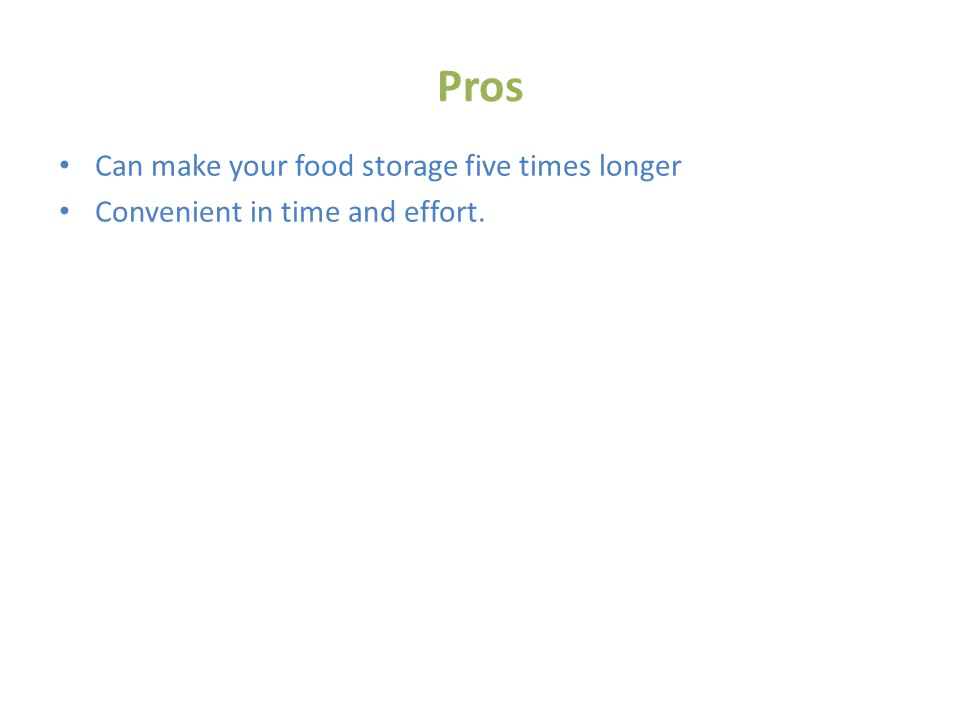 Pros
• Can make your food storage five times longer
• Convenient in time and effort.